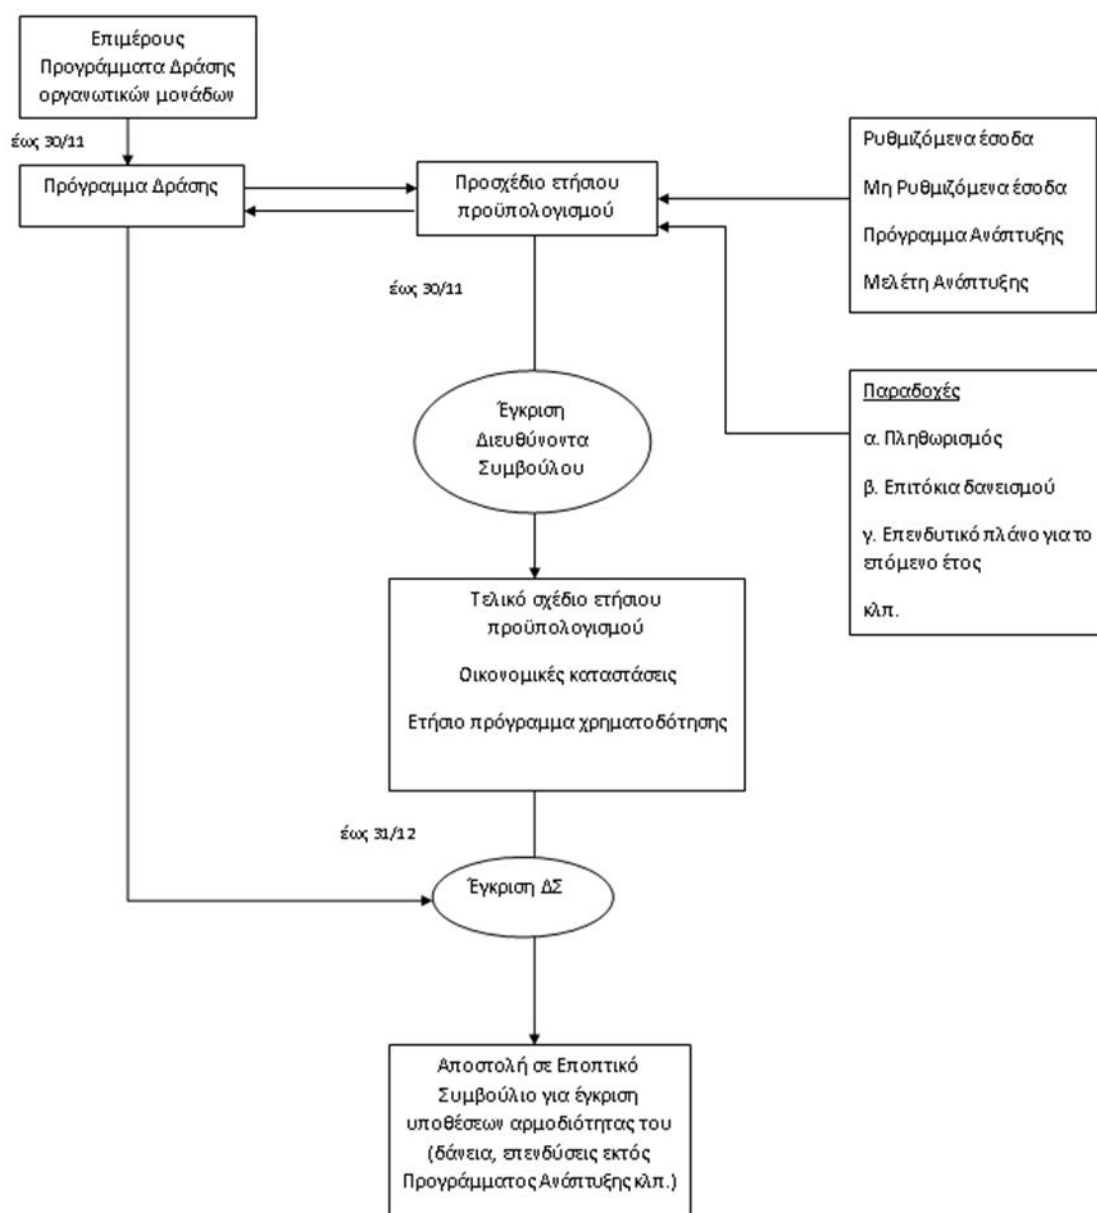 Επιμέρους
Προγράμματα Δράσης
οργανωτικών μονάδων
έως 30/11
Πρόγραμμα Δράσης
Προσχέδιο ετήσιου
προϋπολογισμού
Ρυθμιζόμενα έσοδα
Μη Ρυθμιζόμενα έσοδα
Πρόγραμμα Ανάπτυξης
Μελέτη Ανάπτυξης
έως 30/11
Παραδοχές
α. Πληθωρισμός
β. Επιτόκια δανεισμού
γ. Επενδυτικό πλάνο για το
επόμενο έτος
κλπ.
Έγκριση
Διευθύνοντα
Συμβούλου
Τελικό σχέδιο ετήσιου
προϋπολογισμού
Οικονομικές καταστάσεις
Ετήσιο πρόγραμμα χρηματοδότησης
έως 31/12
Έγκριση ΔΣ
Αποστολή σε Εποπτικό
Συμβούλιο για έγκριση
υποθέσεων αρμοδιότητας του
(δάνεια, επενδύσεις εκτός
Προγράμματος Ανάπτυξης κλπ.)